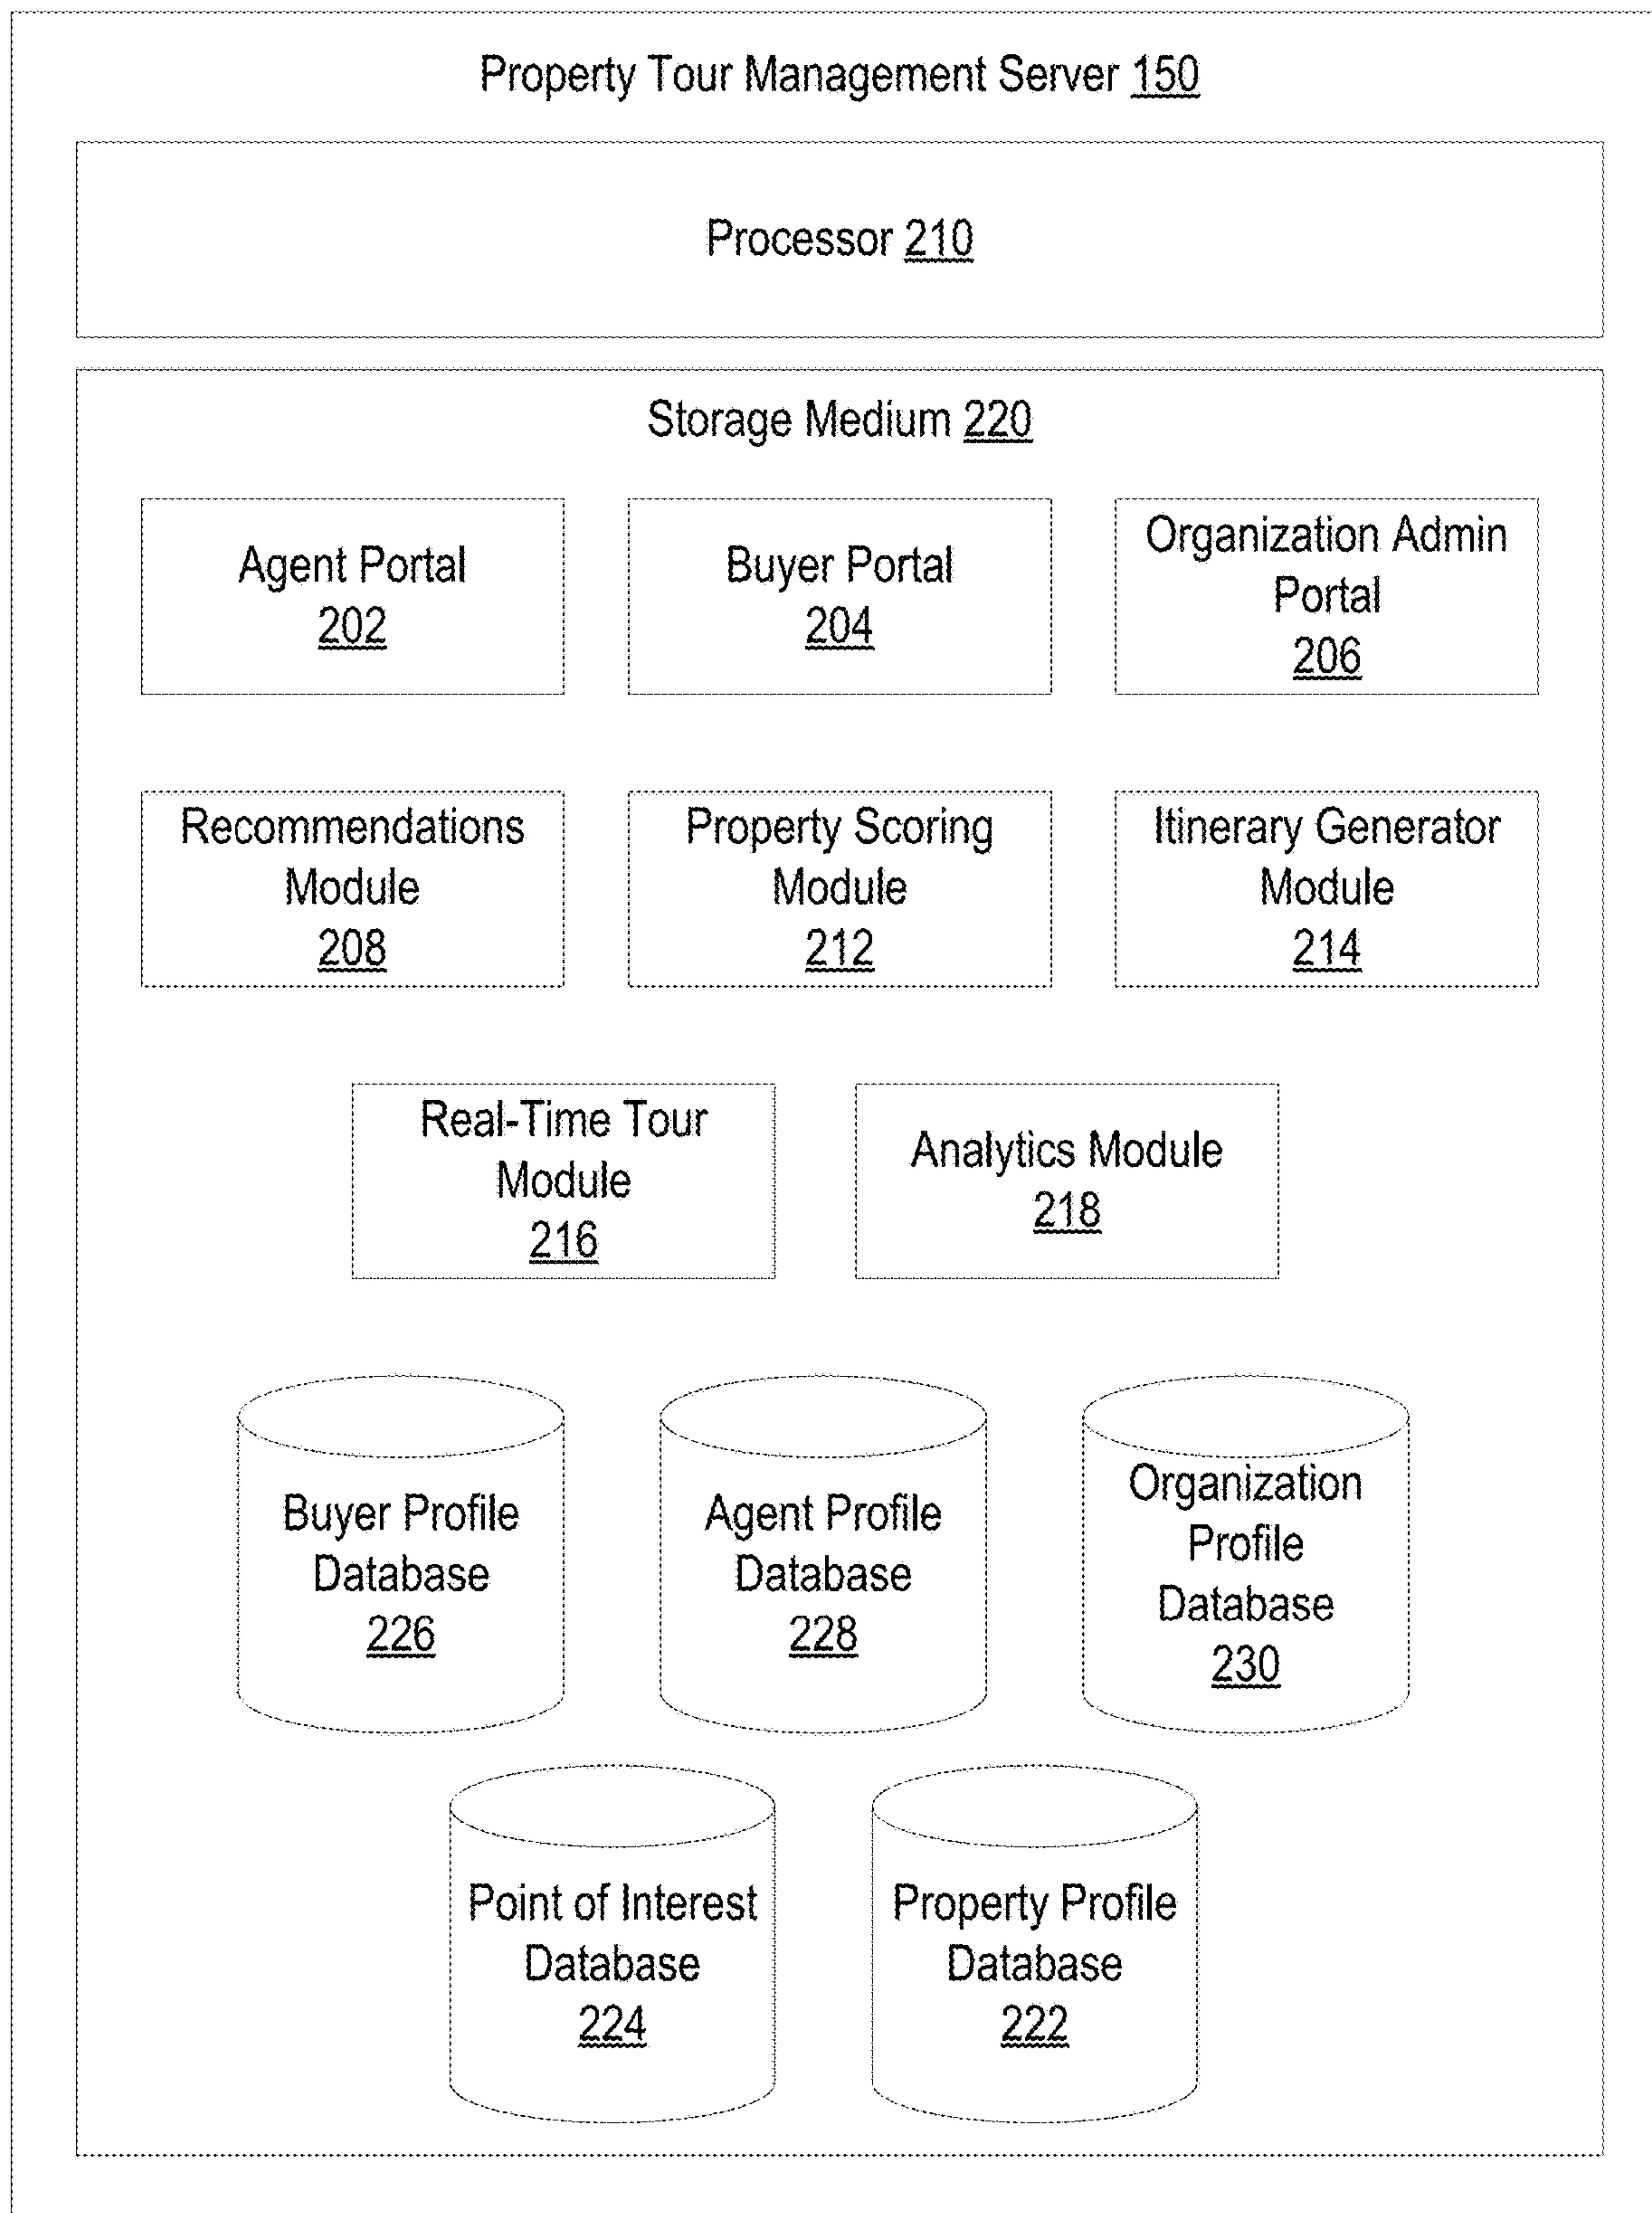 Property Tour Management Server 150
Processor 210
Storage Medium 220
Agent Portal
202
Buyer Portal
204
Organization Admin
Portal
206
Recommendations
Module
208
Property Scoring
Module
212
Itinerary Generator
Module
214
Real-Time Tour
Module
216
Analytics Module
218
Buyer Profile
Database
226
Agent Profile
Database
228
Organization
Profile
Database
230
Point of Interest
Database
224
Property Profile
Database
222